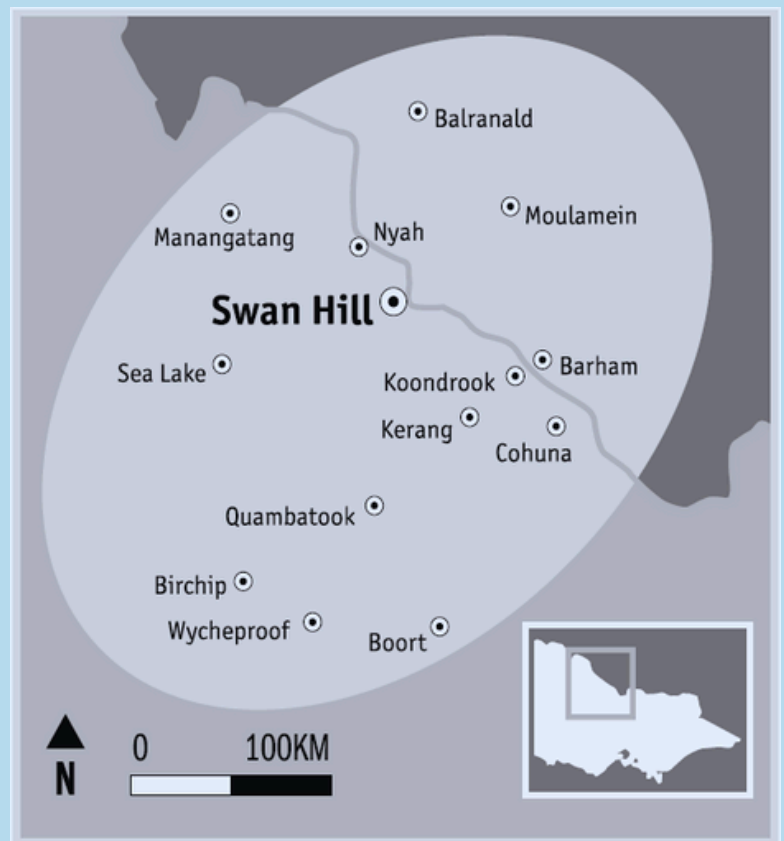 Balranald
Moulamein
Manangatang
Nyah
Swan Hill
Sea Lake
Barham
Koondrook
Kerang
Cohuna
Quambatook
Birchip
Wycheproof
Boort
0 100KM
N